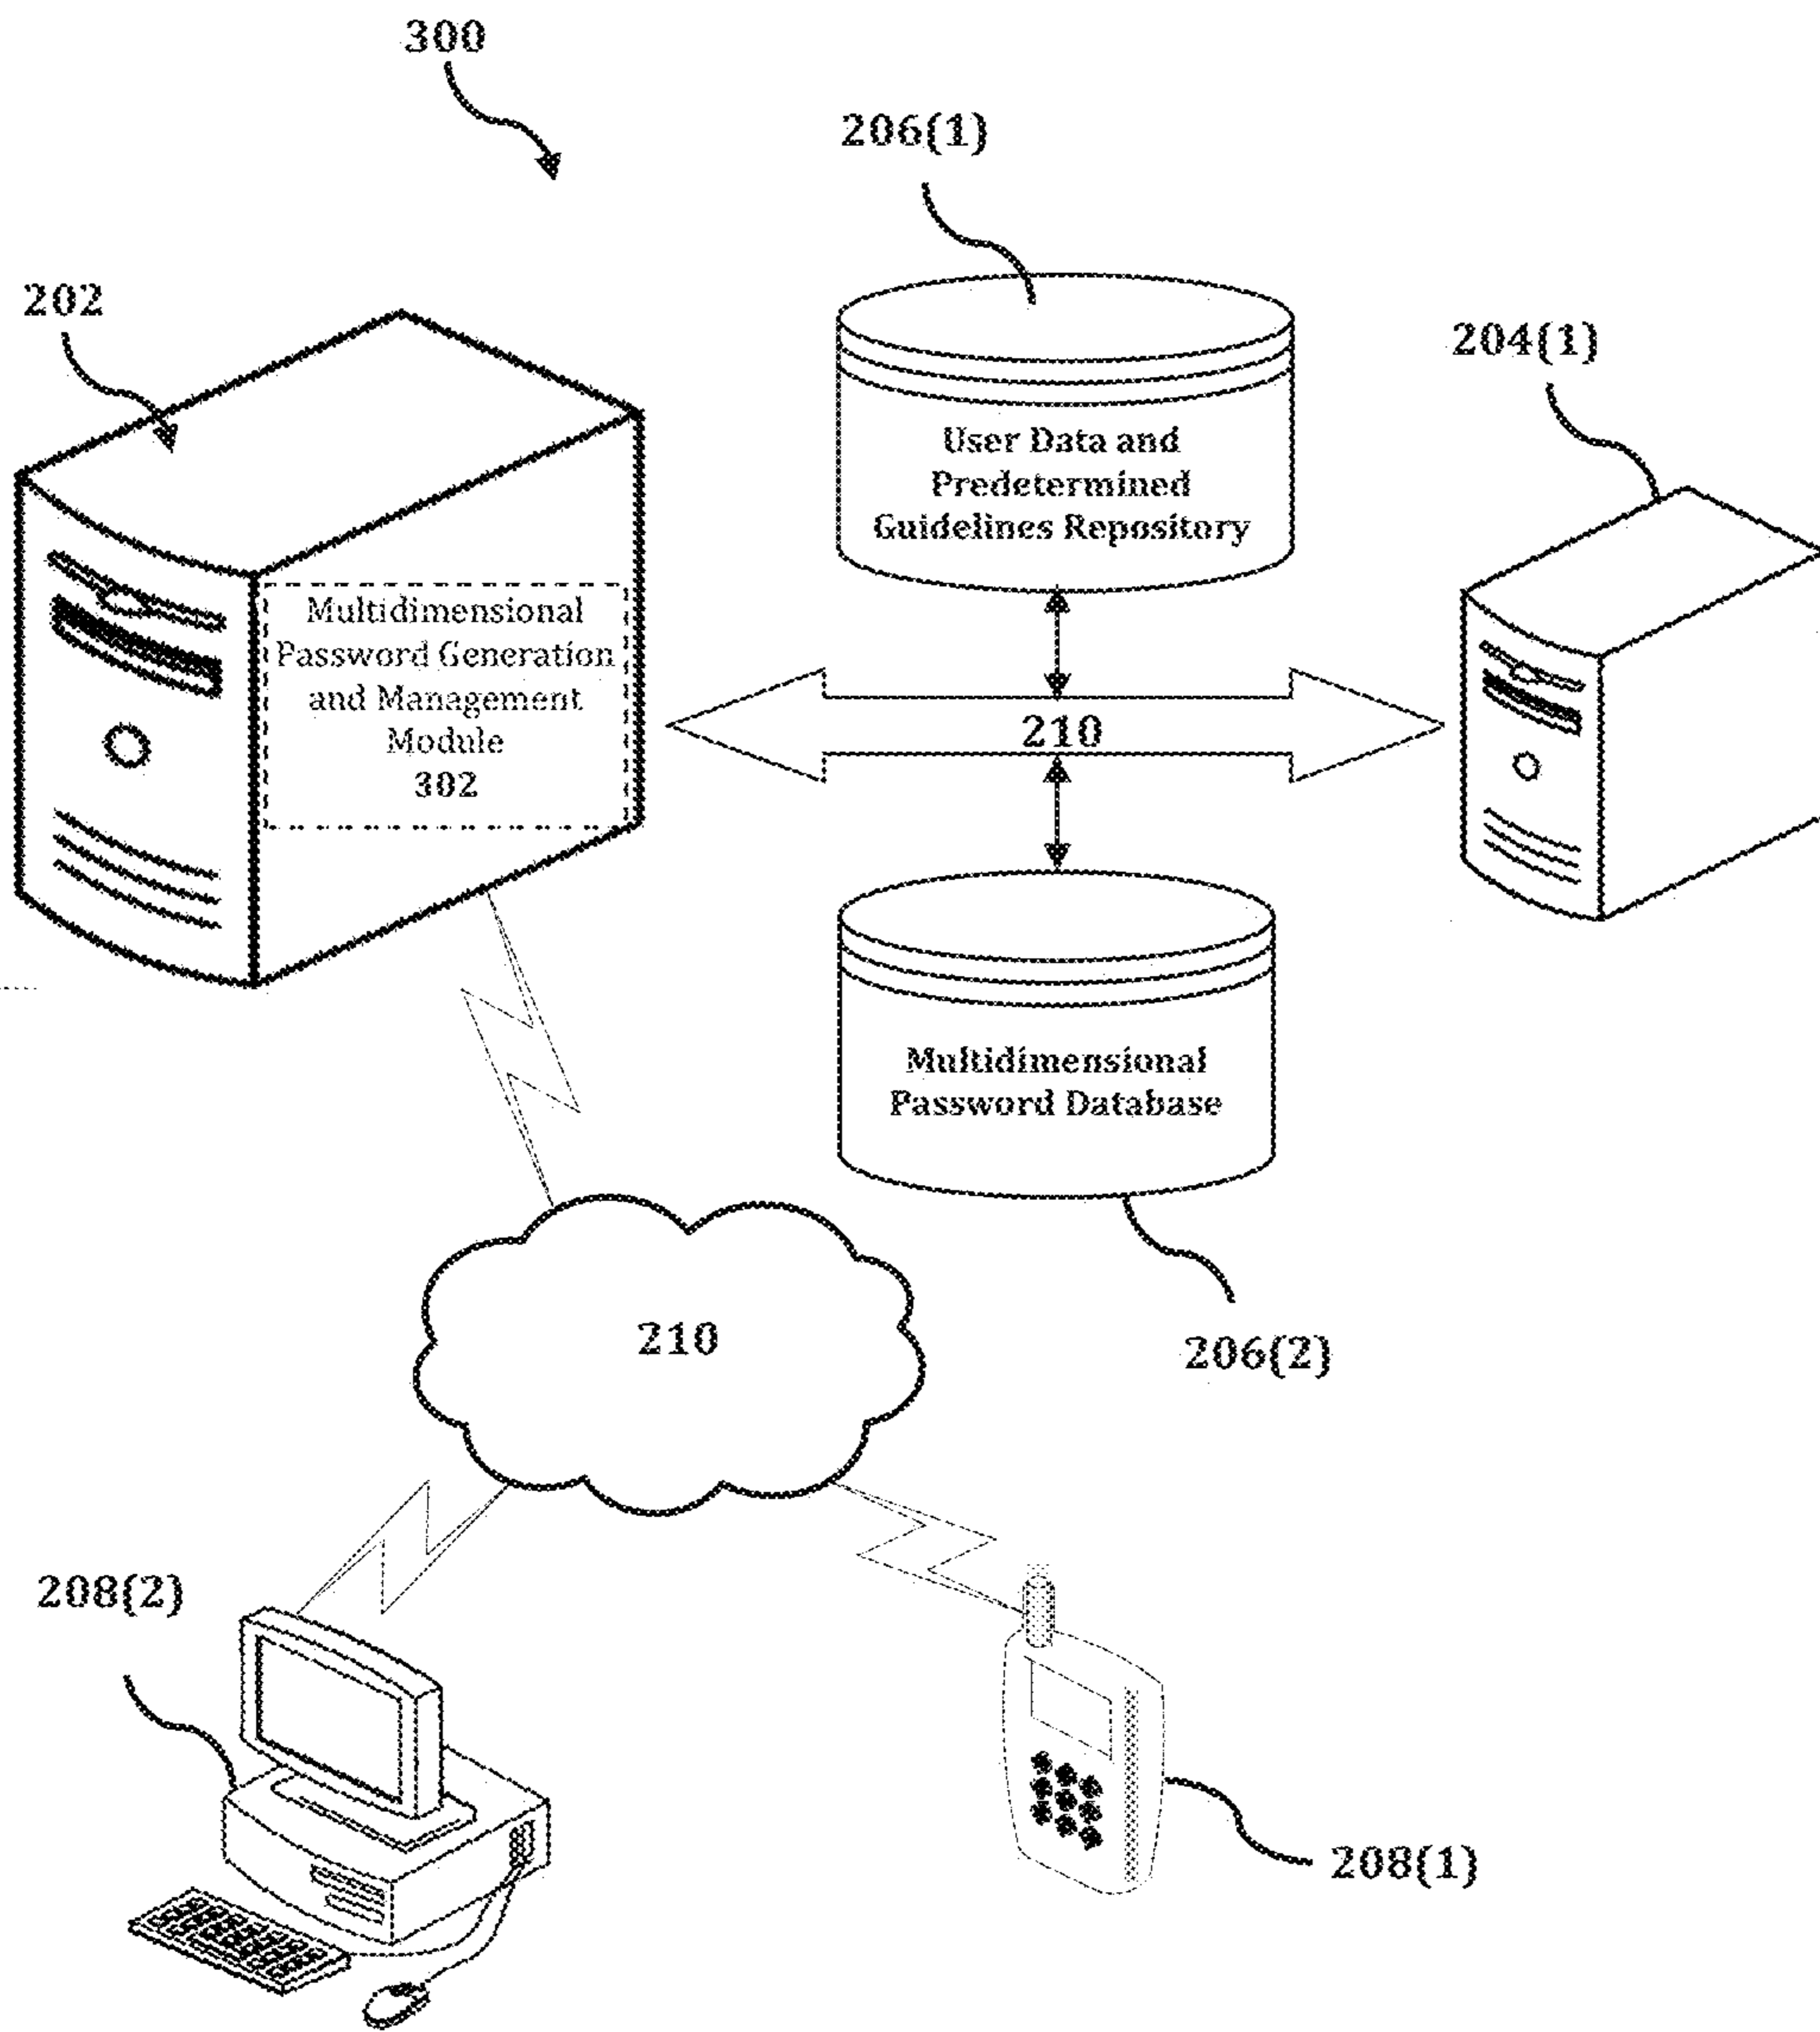 300
206(1)
202
204(1)
User Data and
Predetermined
Guidelines Repository
Multidimensional
Password Generation
and Management
Module
302
210
Multidimensional
Password Database
206(2)
210
208(2)
208(1)